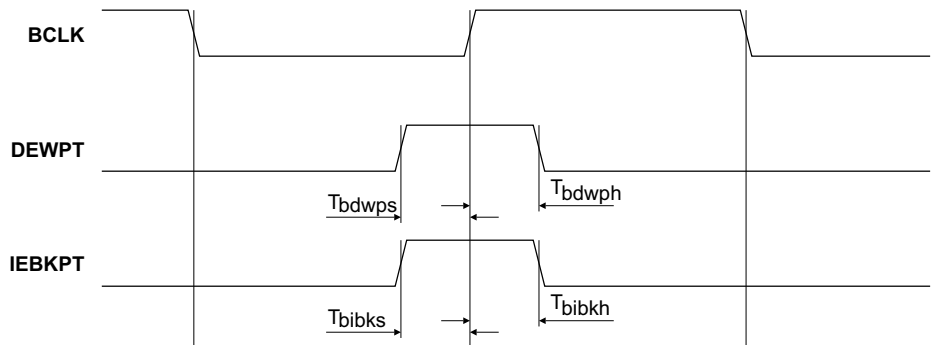 BCLK
DEWPT
Tbdwps
Tbdwph
IEBKPT
Tbibks
Tbibkh